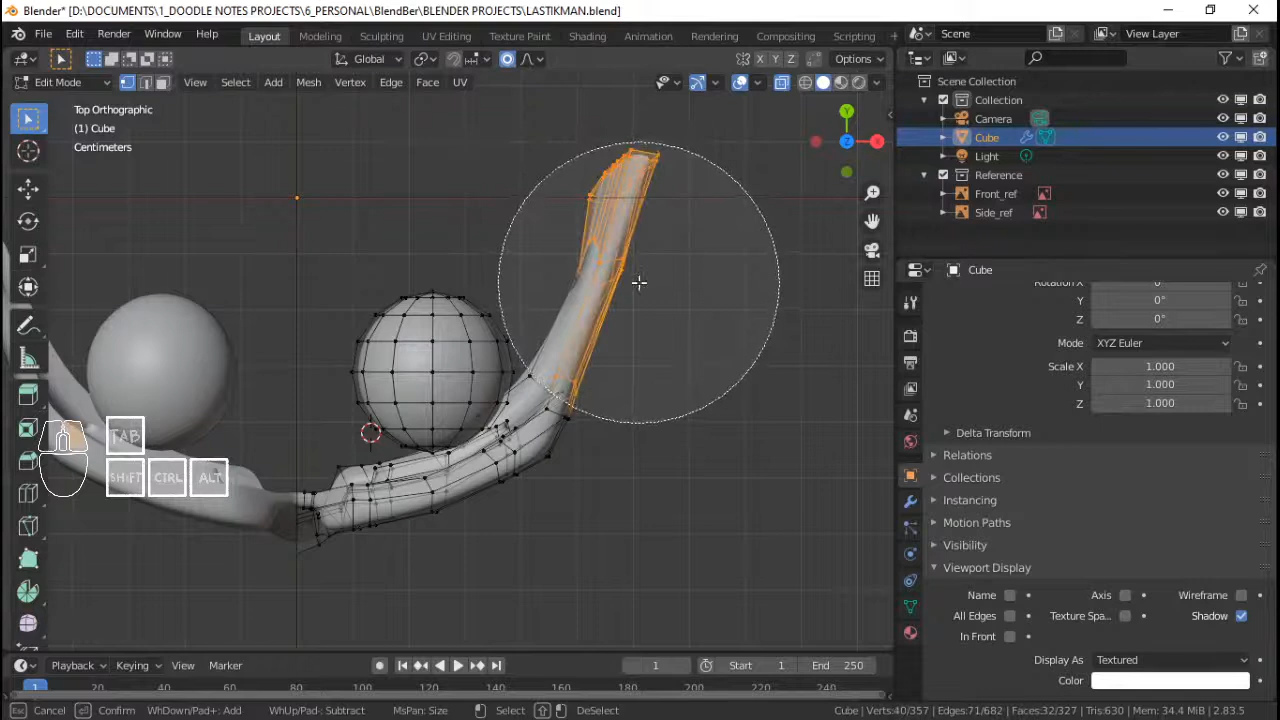 Blender* [D:\DOCUMENTS\1_DOODLE NOTES PROJECTS\6_PERSONAL\BlendBer\BLENDER PROJECTS\LASTIKMAN.blend]
File Edit Render Window Help Layout Modeling Sculpting UV Editing Texture Paint Shading Animation Rendering Compositing Scripting + Scene View Layer
Global X Y Z Options
Edit Mode View Select Add Mesh Vertex Edge Face UV
Scene Collection
Collection
Camera
Cube
Light
Reference
Front_ref
Side_ref
Top Orthographic
(1) Cube
Centimeters
Y
Z X
TAB
SHIFT CTRL ALT
Cube
Rotation X 0°
Y 0°
Z 0°
Mode XYZ Euler
Scale X 1.000
Y 1.000
Z 1.000
Delta Transform
Relations
Collections
Instancing
Motion Paths
Visibility
Viewport Display
Name Axis Wireframe
All Edges Texture Spa... Shadow
In Front
Display As Textured
Color
Playback Keying View Marker 1 Start 1 End 250
1 20 40 60 80 100 120 140 160 180 200 220 240
Esc Cancel Confirm WhDown/Pad+: Add WhUp/Pad-: Subtract MsPan: Size Select DeSelect Cube | Verts:40/357 | Edges:71/682 | Faces:32/327 | Tris:630 | Mem: 34.4 MiB | 2.83.5